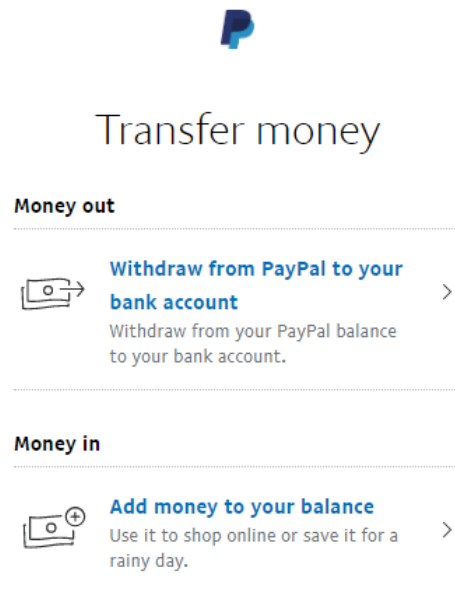 Transfer money
Money out
Withdraw from PayPal to your
bank account
Withdraw from your PayPal balance
to your bank account.
Money in
Add money to your balance
Use it to shop online or save it for a
rainy day.